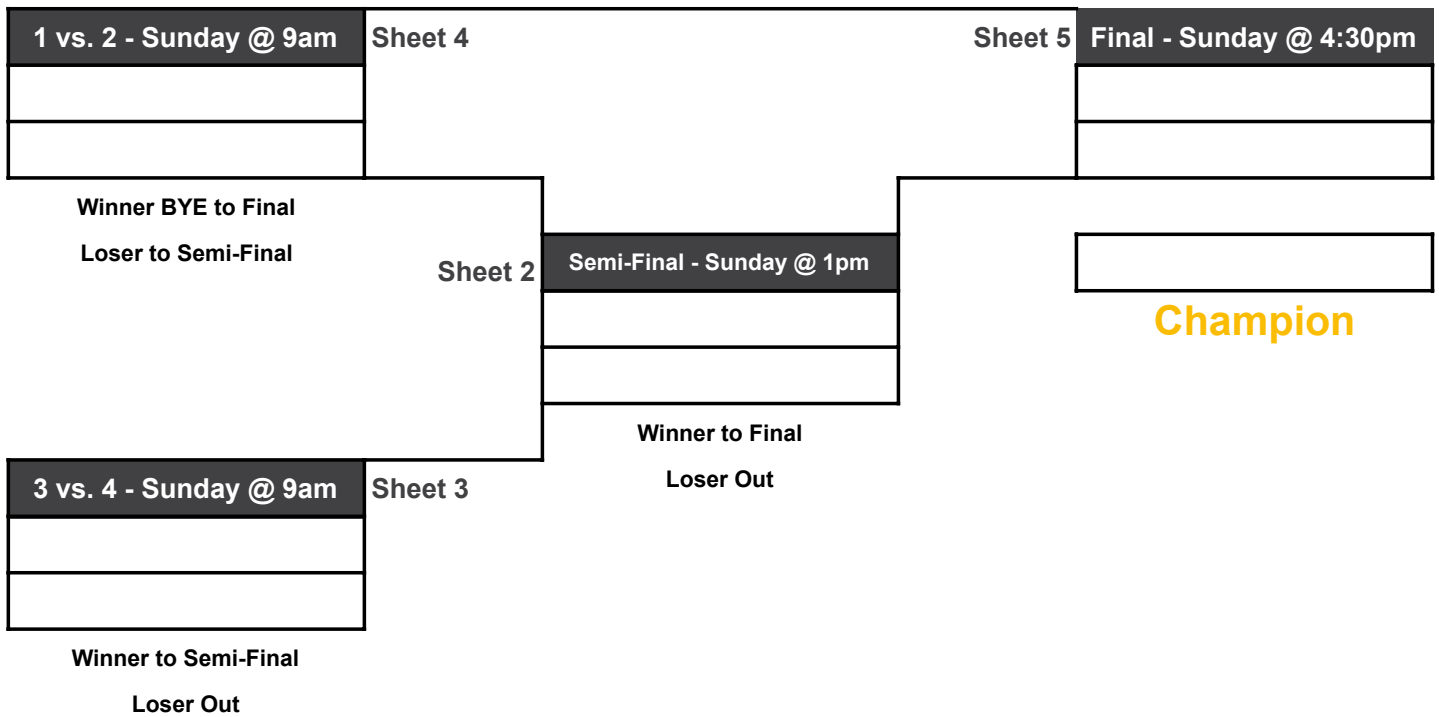 1 vs. 2 - Sunday @ 9am
Sheet 4
Sheet 5
Final - Sunday @ 4:30pm
Winner BYE to Final
Loser to Semi-Final
Sheet 2
Semi-Final - Sunday @ 1pm
Champion
Winner to Final
Loser Out
3 vs. 4 - Sunday @ 9am
Sheet 3
Winner to Semi-Final
Loser Out